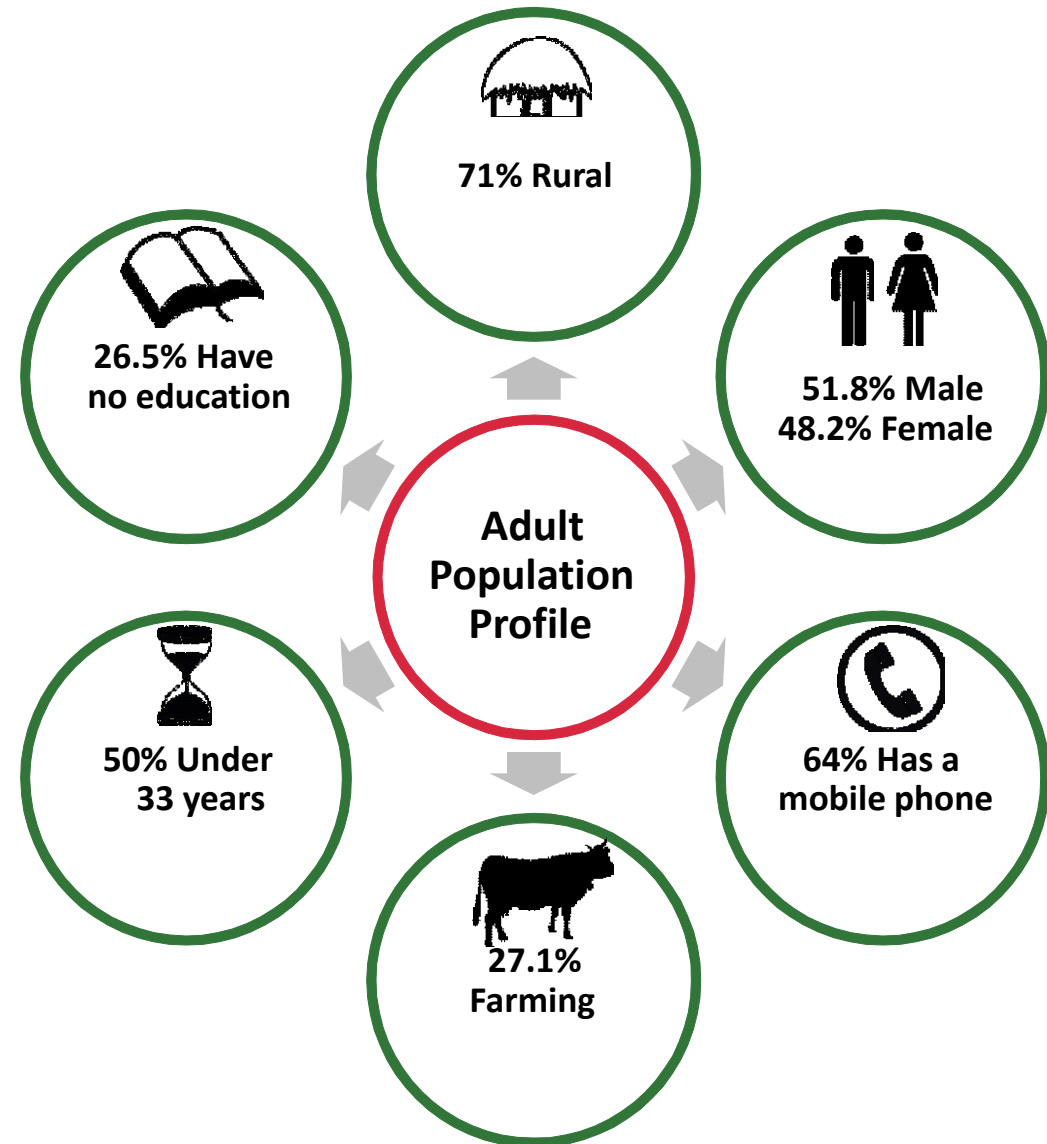 71% Rural
26.5% Have
no education
51.8% Male
48.2% Female
Adult
Population
Profile
50% Under
33 years
64% Has a
mobile phone
27.1%
Farming